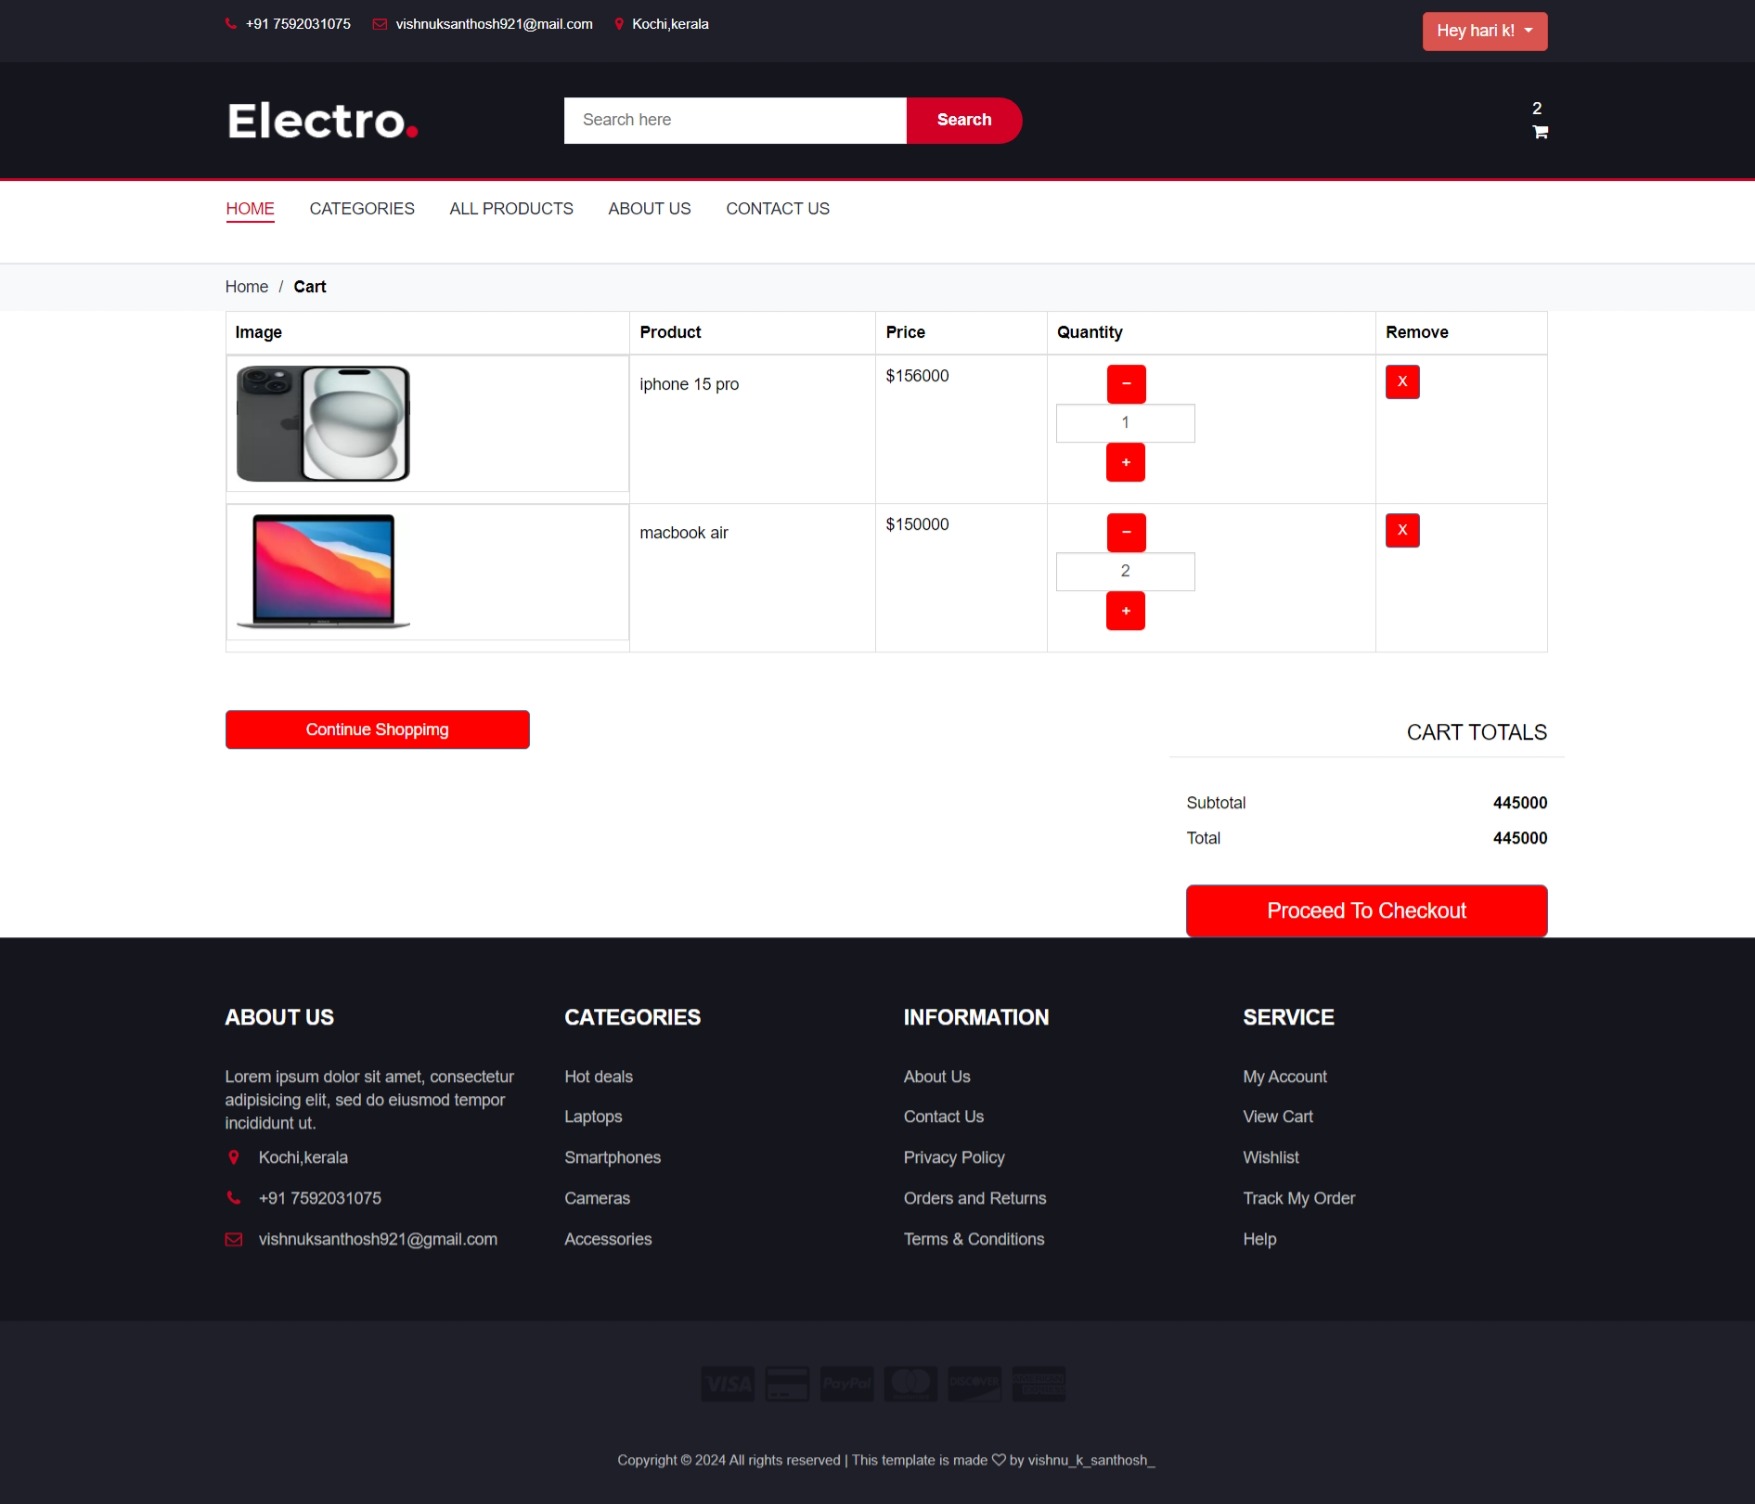 +91 7592031075 vishnuksanthosh921@mail.com Kochi,kerala
Hey hari k!
Electro.
Search here
Search
2
HOME CATEGORIES ALL PRODUCTS ABOUT US CONTACT US
Home / Cart
Image Product Price Quantity Remove
iphone 15 pro $156000 − 1 + X
macbook air $150000 − 2 + X
Continue Shoppimg
CART TOTALS
Subtotal 445000
Total 445000
Proceed To Checkout
ABOUT US
Lorem ipsum dolor sit amet, consectetur
adipisicing elit, sed do eiusmod tempor
incididunt ut.
Kochi,kerala
+91 7592031075
vishnuksanthosh921@gmail.com
CATEGORIES
Hot deals
Laptops
Smartphones
Cameras
Accessories
INFORMATION
About Us
Contact Us
Privacy Policy
Orders and Returns
Terms & Conditions
SERVICE
My Account
View Cart
Wishlist
Track My Order
Help
VISA PayPal DISCOVER
Copyright © 2024 All rights reserved | This template is made ♡ by vishnu_k_santhosh_